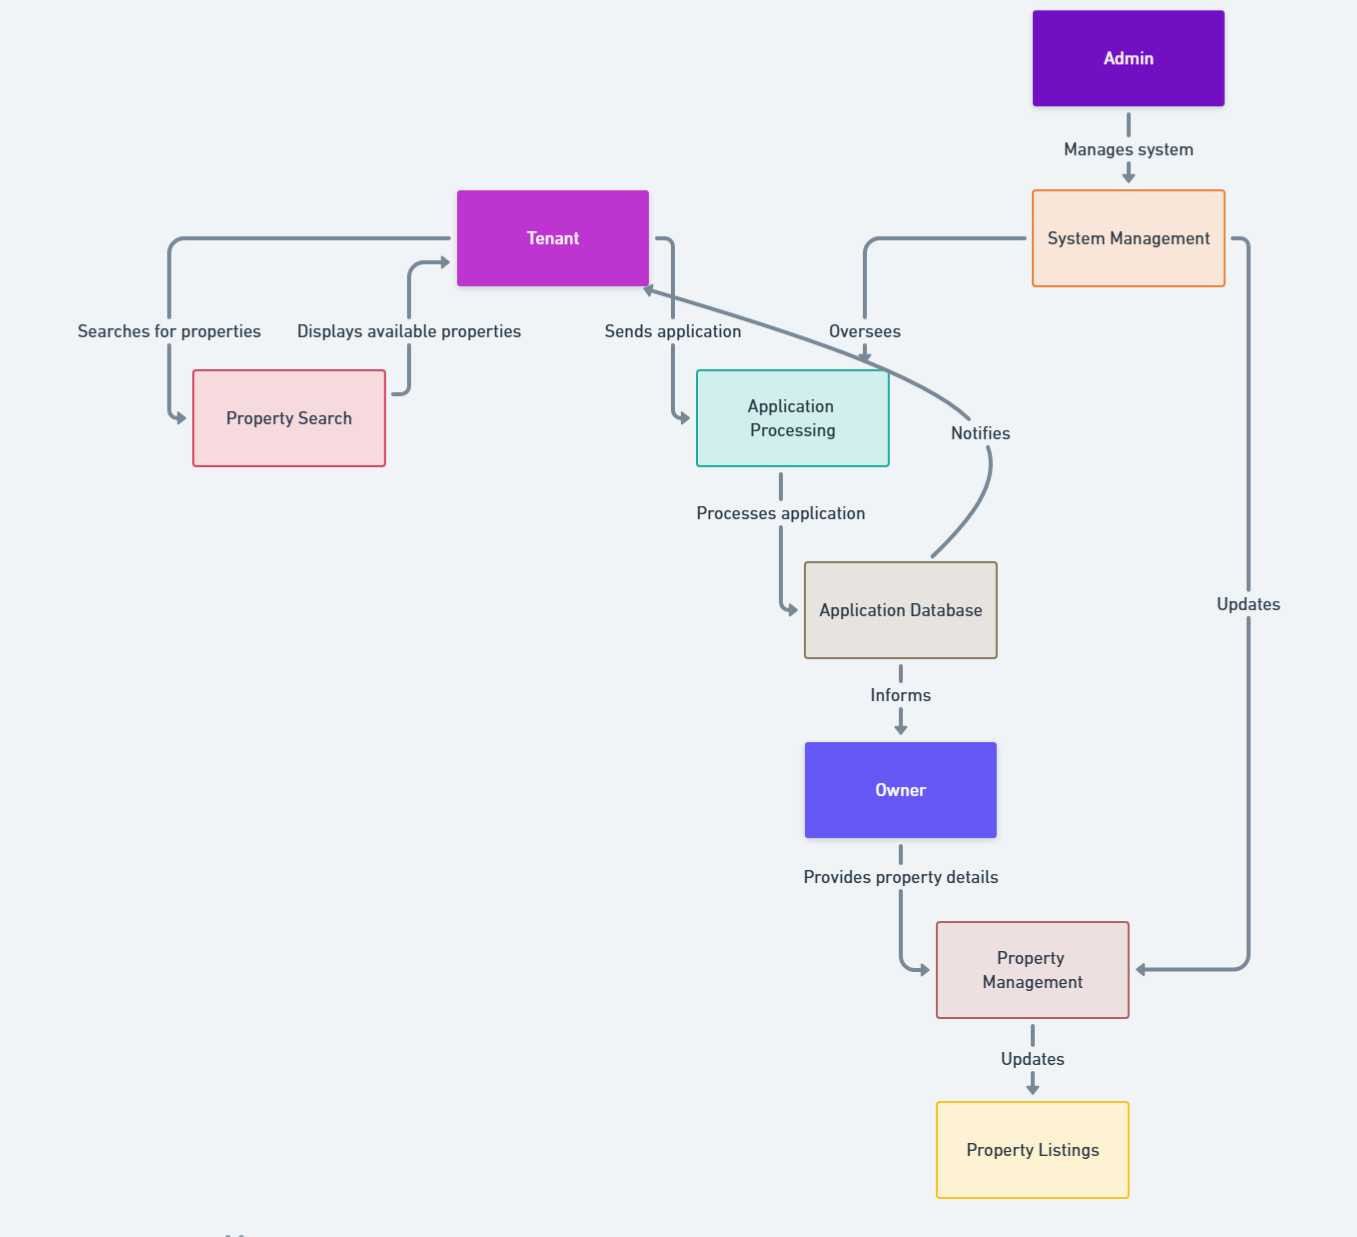 Admin
Manages system
Tenant
System Management
Searches for properties
Displays available properties
Sends application
Oversees
Property Search
Application
Processing
Notifies
Processes application
Application Database
Updates
Informs
Owner
Provides property details
Property
Management
Updates
Property Listings